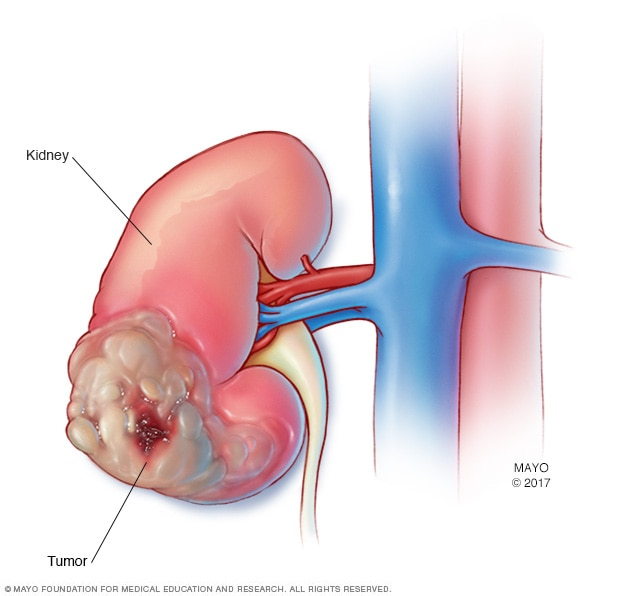 Kidney
MAYO
© 2017
Tumor
© MAYO FOUNDATION FOR MEDICAL EDUCATION AND RESEARCH. ALL RIGHTS RESERVED.